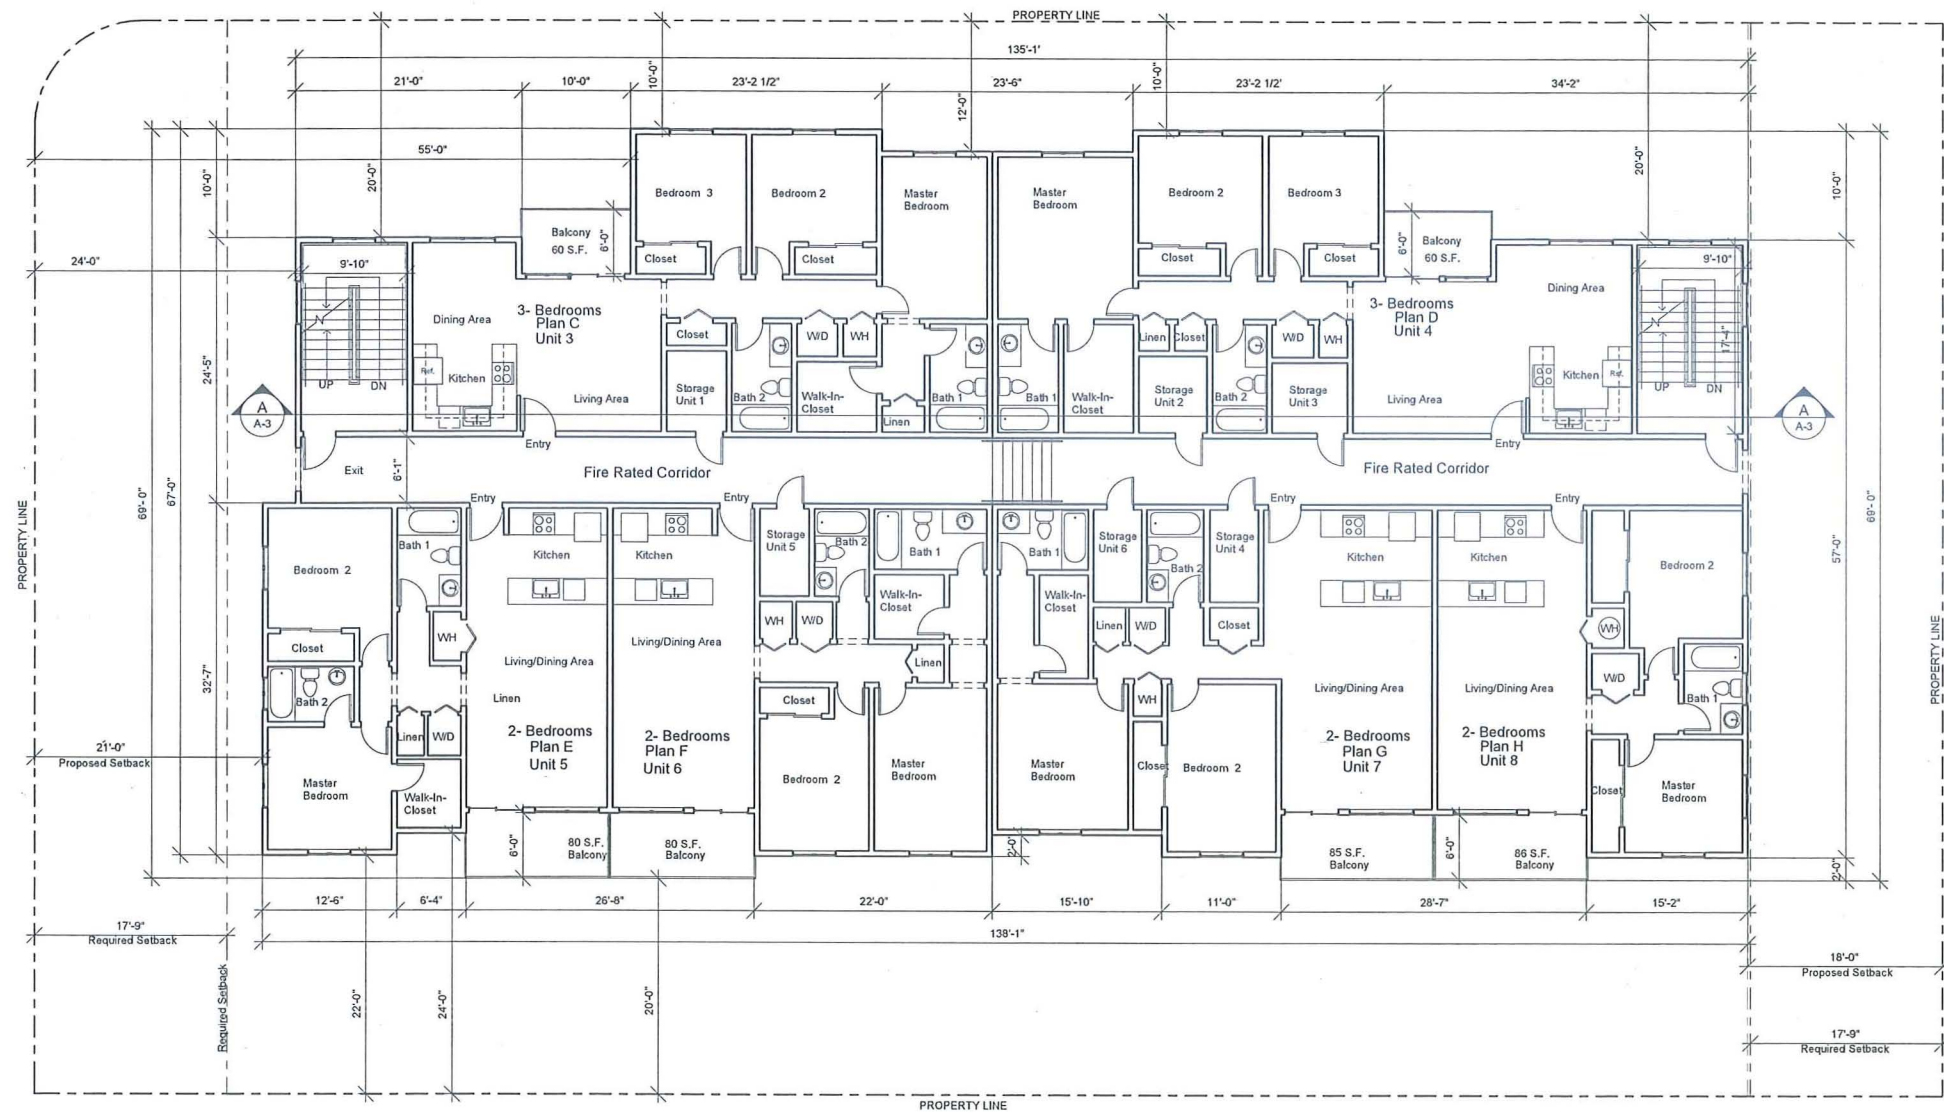 PROPERTY LINE
135'-1'
21'-0"
10'-0"
23'-2 1/2"
23'-6"
23'-2 1/2'
34'-2"
10'-0"
12'-0"
10'-0"
55'-0"
20'-0"
20'-0"
10'-0"
10'-0"
Bedroom 3
Bedroom 2
Master
Bedroom
Master
Bedroom
Bedroom 2
Bedroom 3
Balcony
60 S.F.
6'-0"
Closet
Closet
Closet
Closet
6'-0"
Balcony
60 S.F.
24'-0"
9'-10"
9'-10"
3- Bedrooms
Plan C
Unit 3
Dining Area
3- Bedrooms
Plan D
Unit 4
Dining Area
Closet
W/D
WH
Linen
Closet
W/D
WH
17'-4"
24'-5"
UP
DN
Ref.
Kitchen
Living Area
Storage
Unit 1
Bath 2
Walk-In-
Closet
Linen
Bath 1
Bath 1
Walk-In-
Closet
Storage
Unit 2
Bath 2
Storage
Unit 3
Living Area
Kitchen
Ref.
UP
DN
A
A-3
A
A-3
Entry
Entry
Exit
6'-1"
Fire Rated Corridor
Fire Rated Corridor
69'- 0"
67'-0"
69'- 0"
57'-0"
PROPERTY LINE
PROPERTY LINE
Entry
Entry
Entry
Entry
Bath 1
Kitchen
Kitchen
Storage
Unit 5
Bath 2
Bath 1
Bath 1
Storage
Unit 6
Bath 2
Storage
Unit 4
Kitchen
Kitchen
Bedroom 2
Bedroom 2
Walk-In-
Closet
Walk-In-
Closet
WH
WH
W/D
Linen
W/D
Closet
WH
Closet
Living/Dining Area
Living/Dining Area
Linen
Linen
32'-7"
Bath 2
Closet
WH
Living/Dining Area
Living/Dining Area
W/D
Bath 1
Linen
W/D
2- Bedrooms
Plan E
Unit 5
2- Bedrooms
Plan F
Unit 6
2- Bedrooms
Plan G
Unit 7
2- Bedrooms
Plan H
Unit 8
21'-0"
Proposed Setback
Master
Bedroom
Walk-In-
Closet
Bedroom 2
Master
Bedroom
Master
Bedroom
Closet
Bedroom 2
Closet
Master
Bedroom
6'-0"
80 S.F.
Balcony
80 S.F.
Balcony
2'-0"
85 S.F.
Balcony
6'-0"
86 S.F.
Balcony
2'-0"
12'-6"
6'-4"
26'-8"
22'-0"
15'-10"
11'-0"
28'-7"
15'-2"
17'-9"
Required Setback
138'-1"
18'-0"
Proposed Setback
Required Setback
22'-0"
24'-0"
20'-0"
17'-9"
Required Setback
PROPERTY LINE